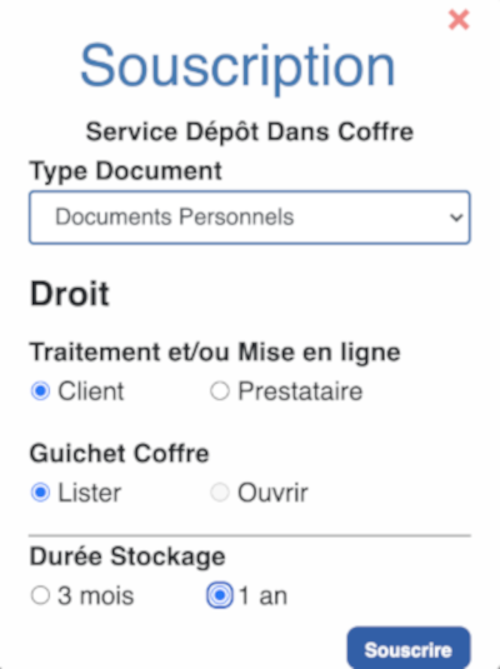 Souscription
Service Dépôt Dans Coffre
Type Document
Documents Personnels
Droit
Traitement et/ou Mise en ligne
Client Prestataire
Guichet Coffre
Lister Ouvrir
Durée Stockage
3 mois 1 an
Souscrire